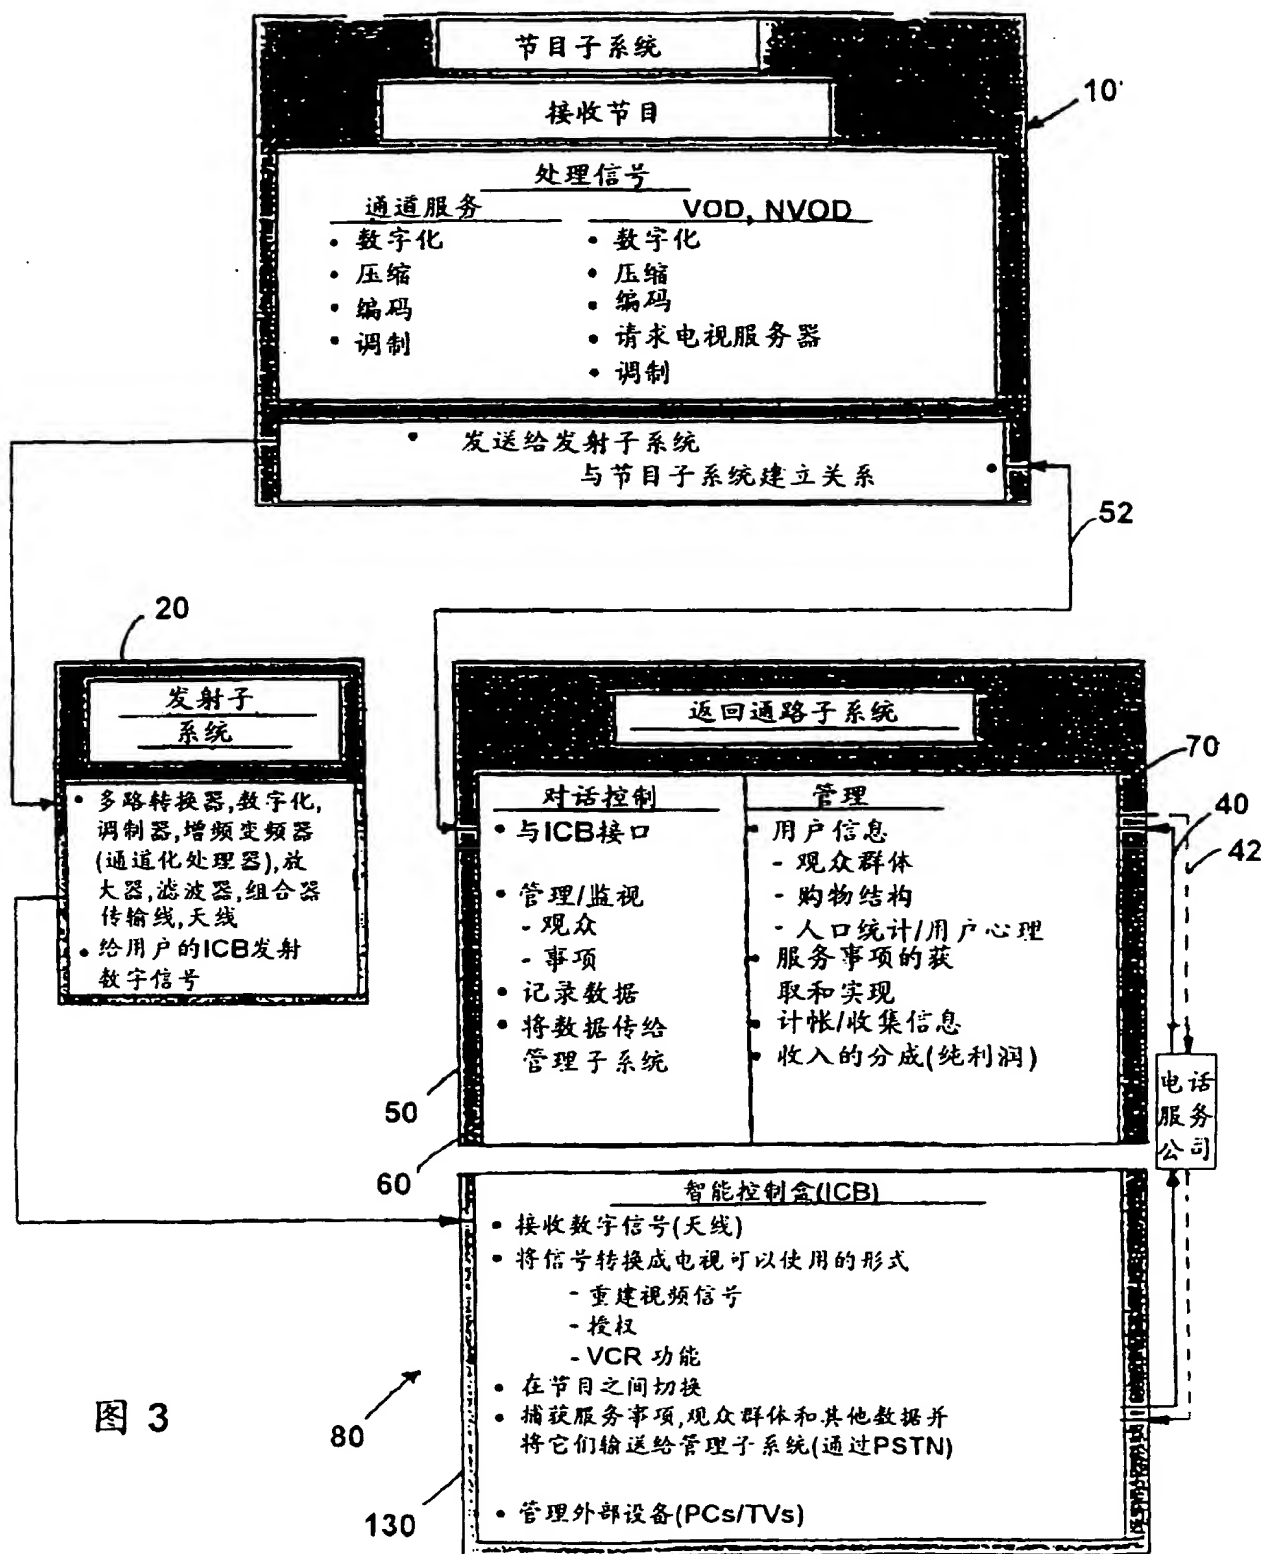 节目子系统
接收节目
10
处理信号
通道服务
• 数字化
• 压缩
• 编码
• 调制
VOD, NVOD
• 数字化
• 压缩
• 编码
• 请求电视服务器
• 调制
• 发送给发射子系统
与节目子系统建立关系 •
52
20
发射子
系统
• 多路转换器,数字化,
调制器,增频变频器
(通道化处理器),放
大器,滤波器,组合器
传输线,天线
• 给用户的ICB发射
数字信号
返回通路子系统
70
对话控制
• 与ICB接口
• 管理/监视
- 观众
- 事项
• 记录数据
• 将数据传给
管理子系统
管理
• 用户信息
- 观众群体
- 购物结构
- 人口统计/用户心理
• 服务事项的获
取和实现
• 计帐/收集信息
• 收入的分成(纯利润)
40
42
50
60
电话
服务
公司
智能控制盒(ICB)
• 接收数字信号(天线)
• 将信号转换成电视可以使用的形式
- 重建视频信号
- 授权
- VCR 功能
• 在节目之间切换
• 捕获服务事项,观众群体和其他数据并
将它们输送给管理子系统(通过PSTN)
• 管理外部设备(PCs/TVs)
80
130
图 3